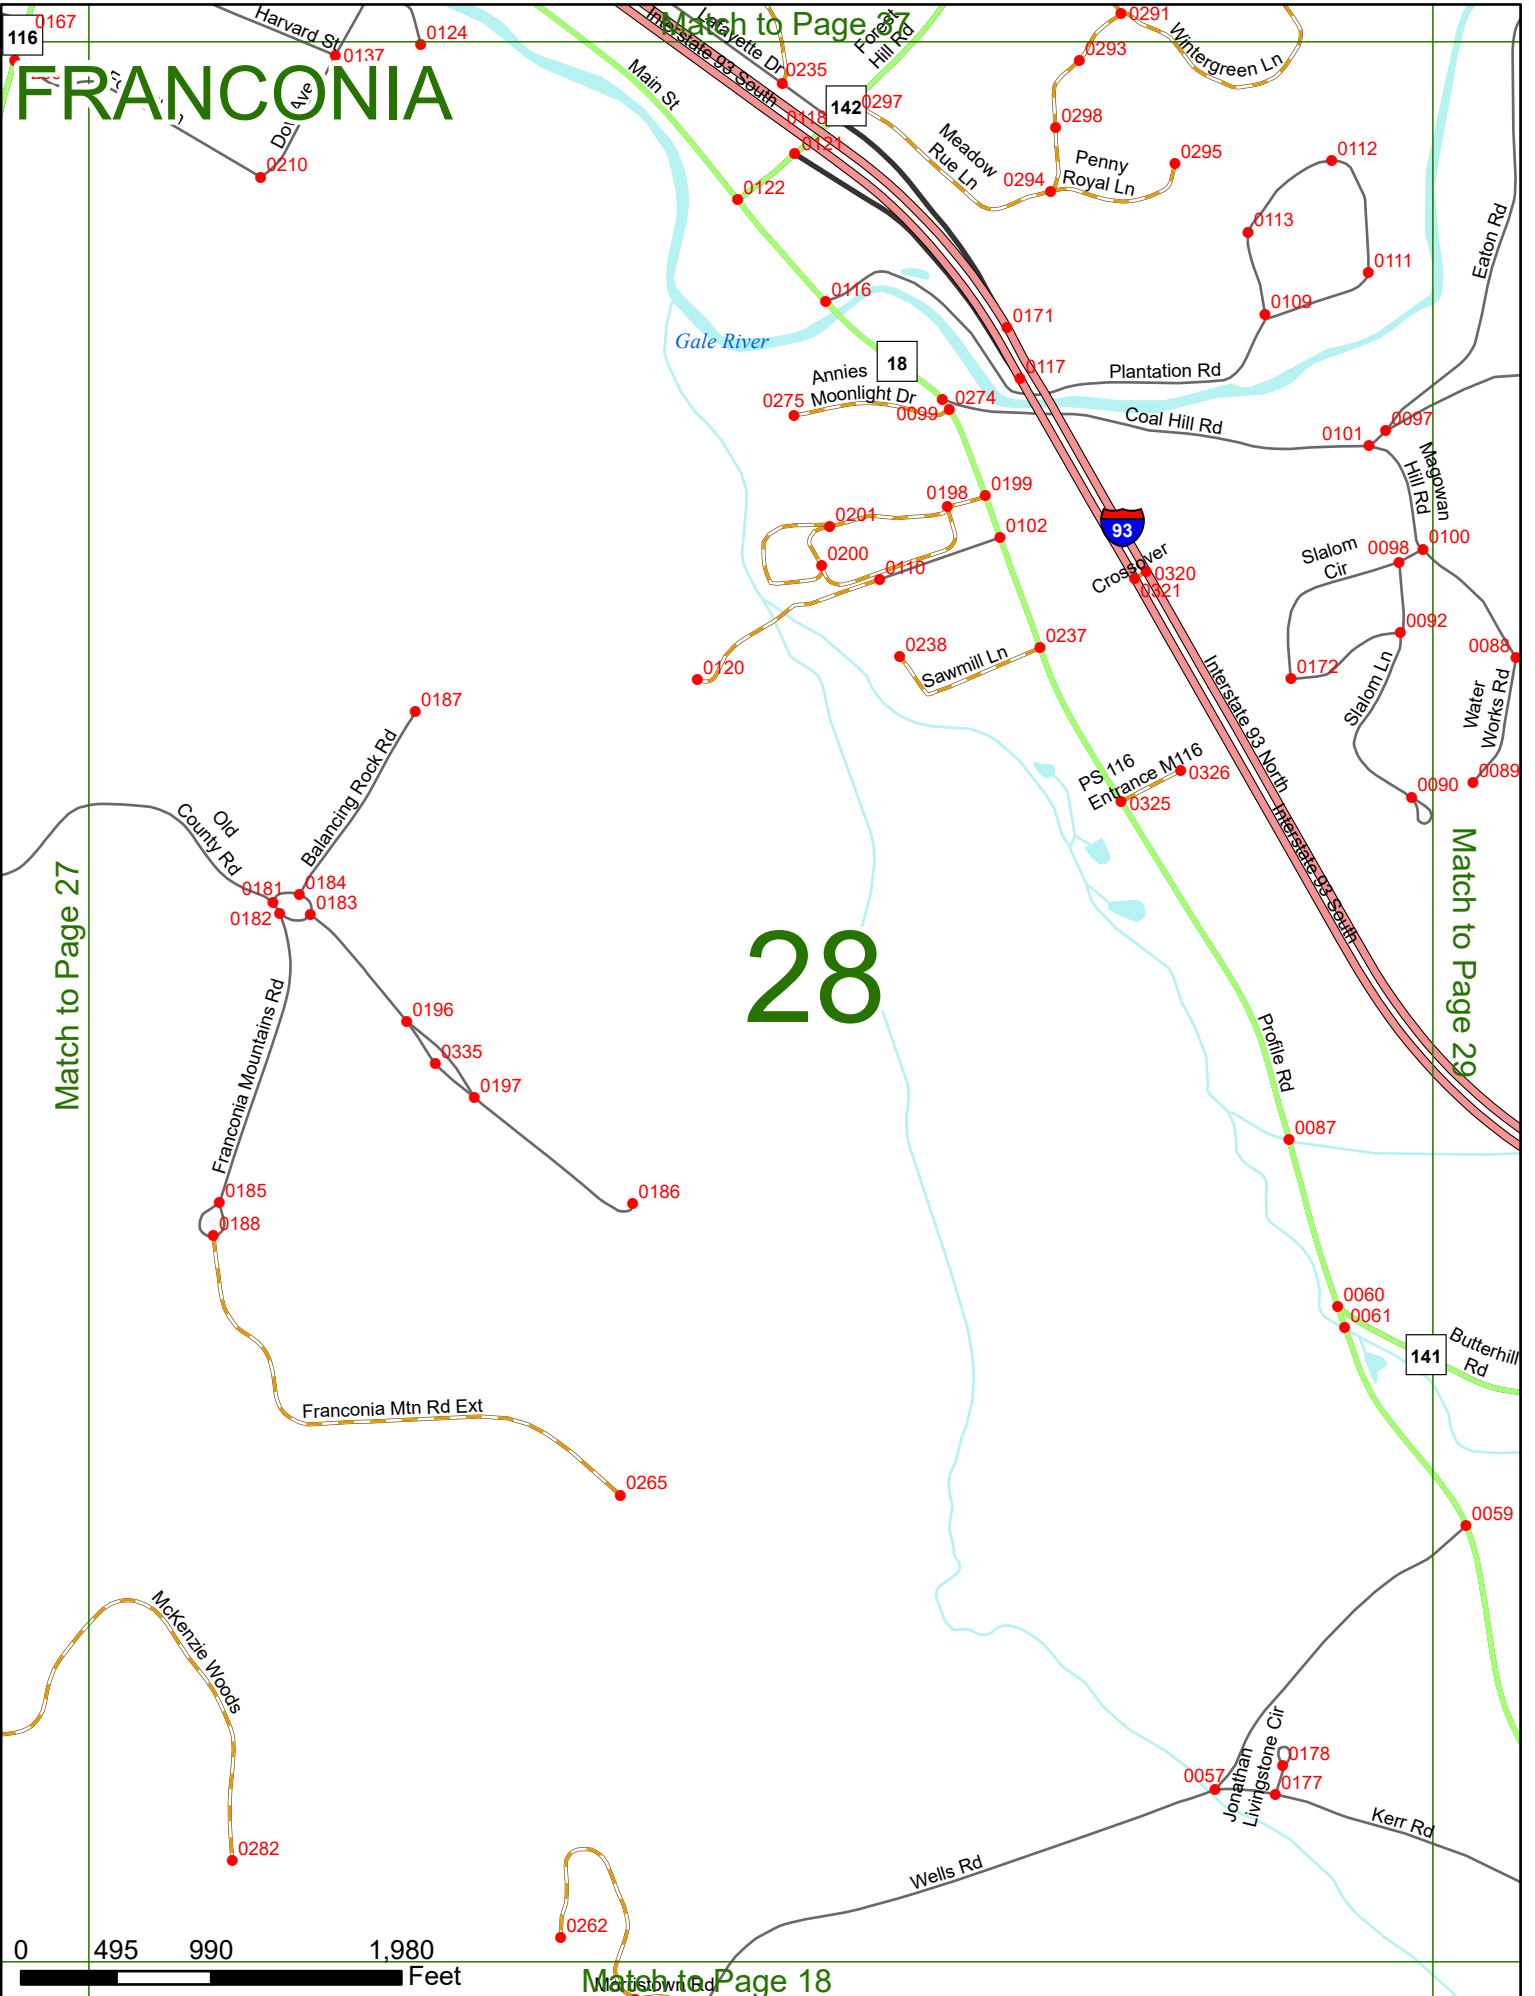 Match to Page 37
FRANCONIA
116
0167
Harvard St
0137
0124
Dow Ave
0210
Main St
Interstate 93 South
Lafayette Dr
0235
Forest
Hill Rd
142
0297
0118
0121
0122
0291
0293
Wintergreen Ln
0298
Meadow
Rue Ln
0294
Penny
Royal Ln
0295
0112
0113
0111
0109
Eaton Rd
0116
0171
Gale River
18
0117
Plantation Rd
Annies
Moonlight Dr
0275
0274
0099
Coal Hill Rd
0101
0097
Magowan
Hill Rd
0198
0199
0201
0102
0200
0110
93
Crossover
0320
0321
Slalom
Cir
0098
0100
0092
0088
0172
Slalom Ln
Water
Works Rd
0089
0090
0120
0238
Sawmill Ln
0237
Interstate 93 North
PS 116
Entrance M116
0326
0325
Interstate 93 South
0187
Balancing Rock Rd
Old
County Rd
0181
0184
0182
0183
Match to Page 27
28
Match to Page 29
Franconia Mountains Rd
0196
0335
0197
Profile Rd
0087
0185
0188
0186
0060
0061
141
Butterhill
Rd
Franconia Mtn Rd Ext
0265
0059
McKenzie Woods
0282
Jonathan
Livingstone Cir
0178
0057
0177
Kerr Rd
Wells Rd
0262
0 495 990 1,980
Feet
Morristown Rd
Match to Page 18